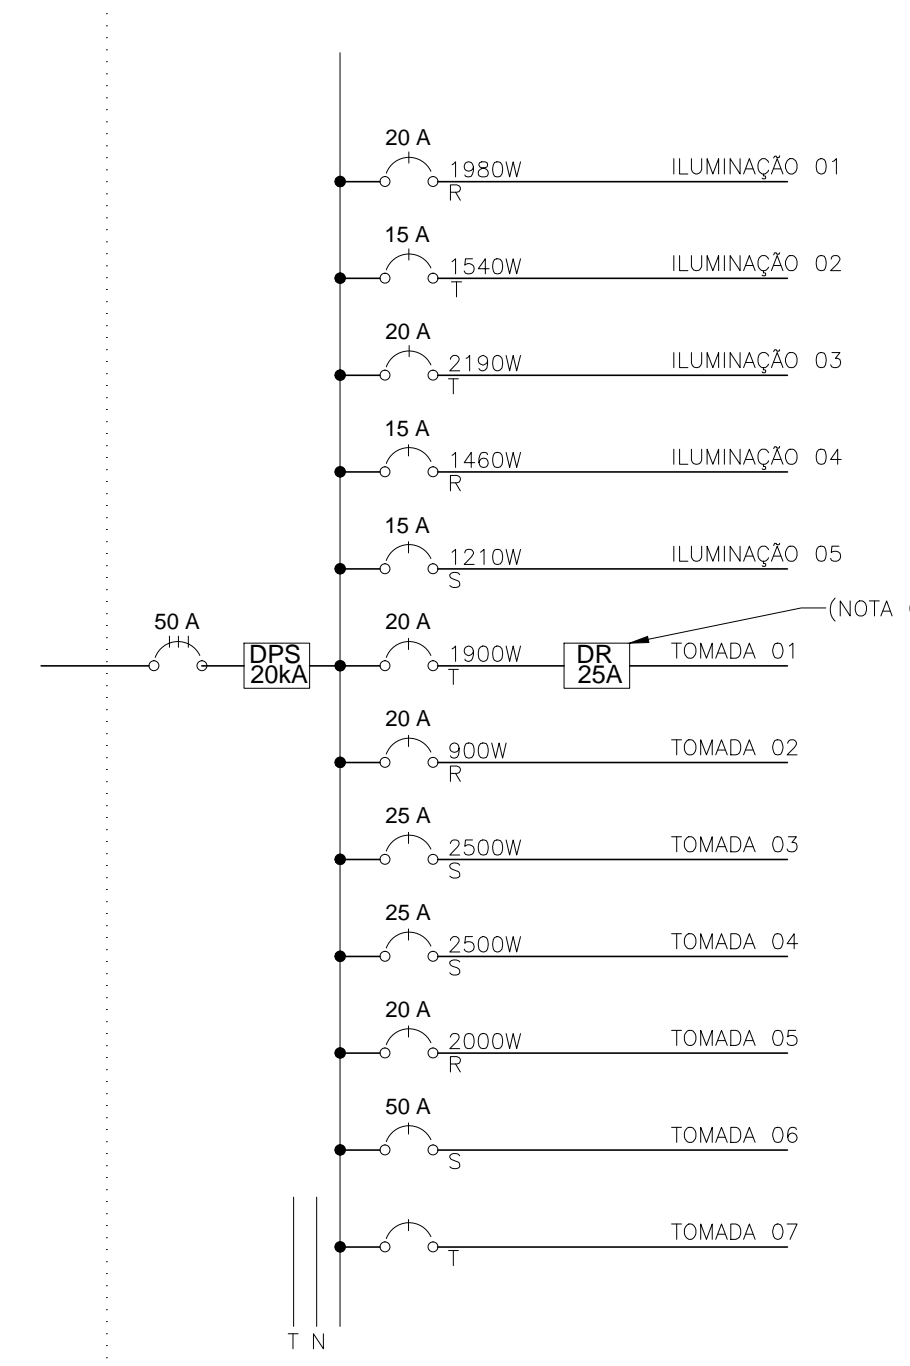 20 A
1980W ILUMINAÇÃO 01
R
15 A
1540W ILUMINAÇÃO 02
T
20 A
2190W ILUMINAÇÃO 03
T
15 A
1460W ILUMINAÇÃO 04
R
15 A
1210W ILUMINAÇÃO 05
S
(NOTA
50 A
DPS
20kA
20 A
1900W
T
DR
25A
TOMADA 01
20 A
900W TOMADA 02
R
25 A
2500W TOMADA 03
S
25 A
2500W TOMADA 04
S
20 A
2000W TOMADA 05
R
50 A
TOMADA 06
S
TOMADA 07
T
T N